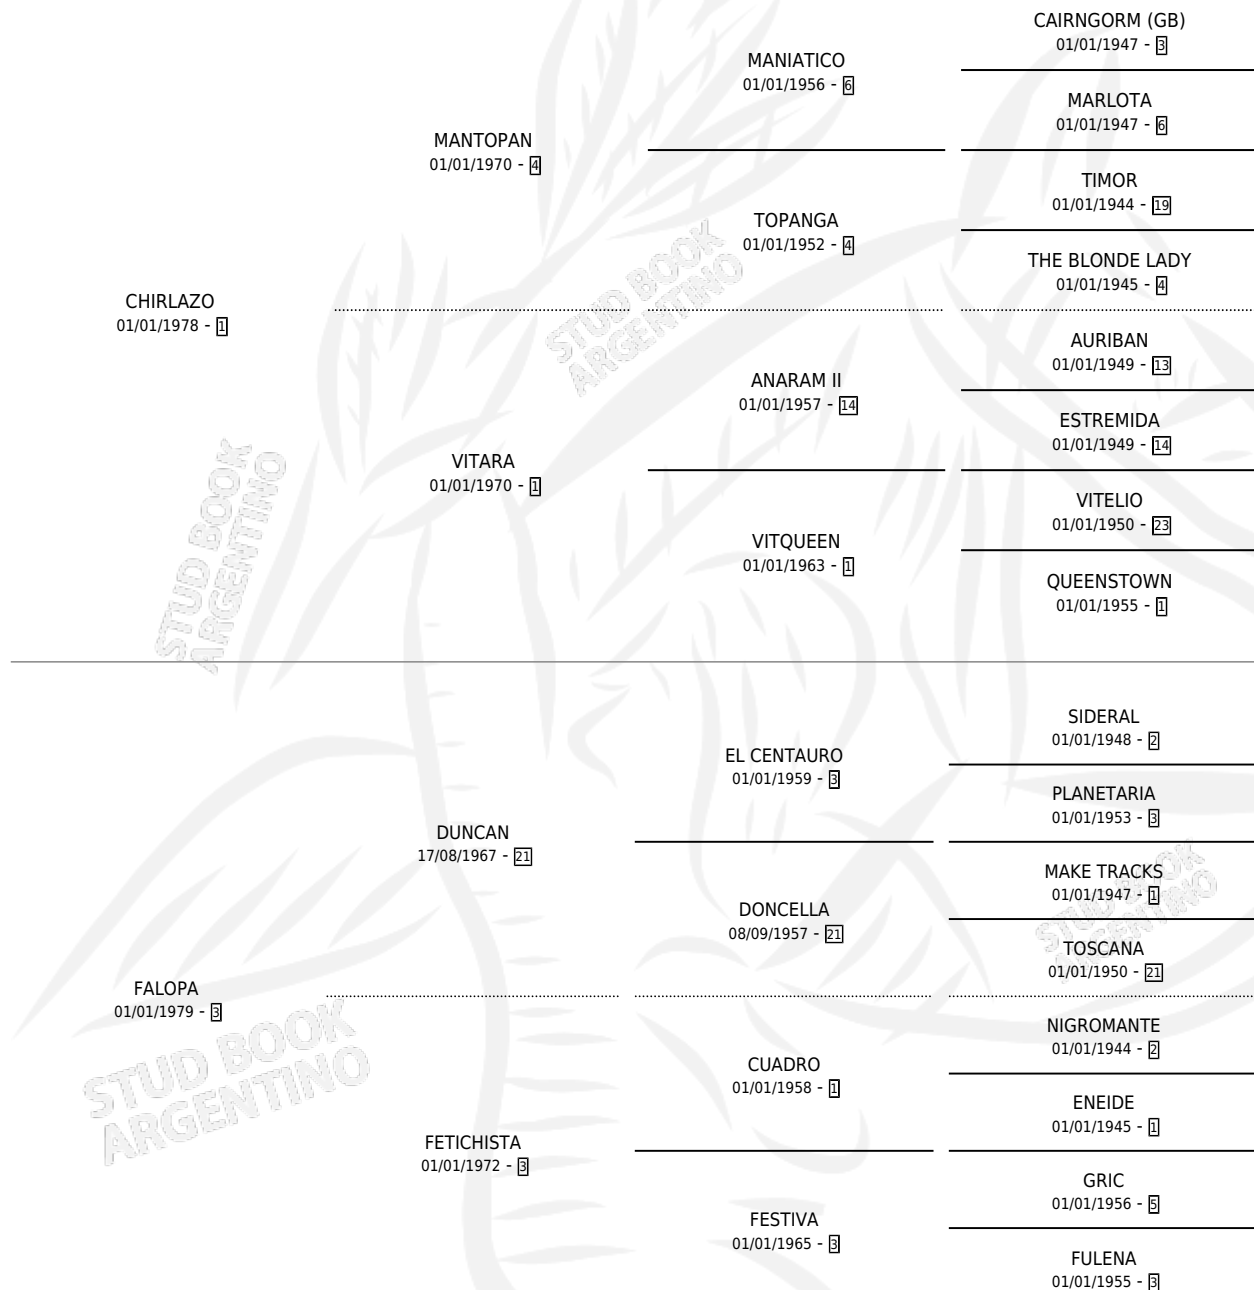 CAIRNGORM (GB)
01/01/1947 - 3
MANIATICO
01/01/1956 - 6
MARLOTA
01/01/1947 - 6
MANTOPAN
01/01/1970 - 4
TIMOR
01/01/1944 - 19
TOPANGA
01/01/1952 - 4
THE BLONDE LADY
01/01/1945 - 4
CHIRLAZO
01/01/1978 - 1
AURIBAN
01/01/1949 - 13
ANARAM II
01/01/1957 - 14
ESTREMIDA
01/01/1949 - 14
VITARA
01/01/1970 - 1
VITELIO
01/01/1950 - 23
VITQUEEN
01/01/1963 - 1
QUEENSTOWN
01/01/1955 - 1
STUD BOOK
ARGENTINO
STUD BOOK
ARGENTINO
SIDERAL
01/01/1948 - 2
EL CENTAURO
01/01/1959 - 3
PLANETARIA
01/01/1953 - 3
DUNCAN
17/08/1967 - 21
MAKE TRACKS
01/01/1947 - 1
DONCELLA
08/09/1957 - 21
TOSCANA
01/01/1950 - 21
FALOPA
01/01/1979 - 3
NIGROMANTE
01/01/1944 - 2
CUADRO
01/01/1958 - 1
ENEIDE
01/01/1945 - 1
FETICHISTA
01/01/1972 - 3
GRIC
01/01/1956 - 5
FESTIVA
01/01/1965 - 3
FULENA
01/01/1955 - 3
STUD BOOK
ARGENTINO
STUD BOOK
ARGENTINO